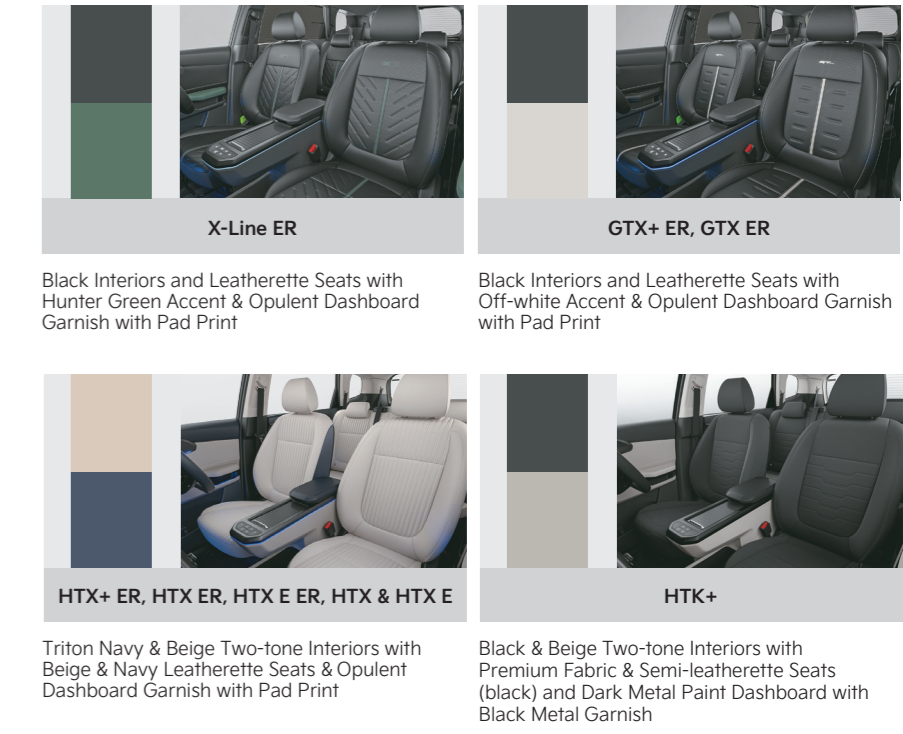 X-Line ER
Black Interiors and Leatherette Seats with
Hunter Green Accent & Opulent Dashboard
Garnish with Pad Print
GTX+ ER, GTX ER
Black Interiors and Leatherette Seats with
Off-white Accent & Opulent Dashboard Garnish
with Pad Print
HTX+ ER, HTX ER, HTX E ER, HTX & HTX E
Triton Navy & Beige Two-tone Interiors with
Beige & Navy Leatherette Seats & Opulent
Dashboard Garnish with Pad Print
HTK+
Black & Beige Two-tone Interiors with
Premium Fabric & Semi-leatherette Seats
(black) and Dark Metal Paint Dashboard with
Black Metal Garnish